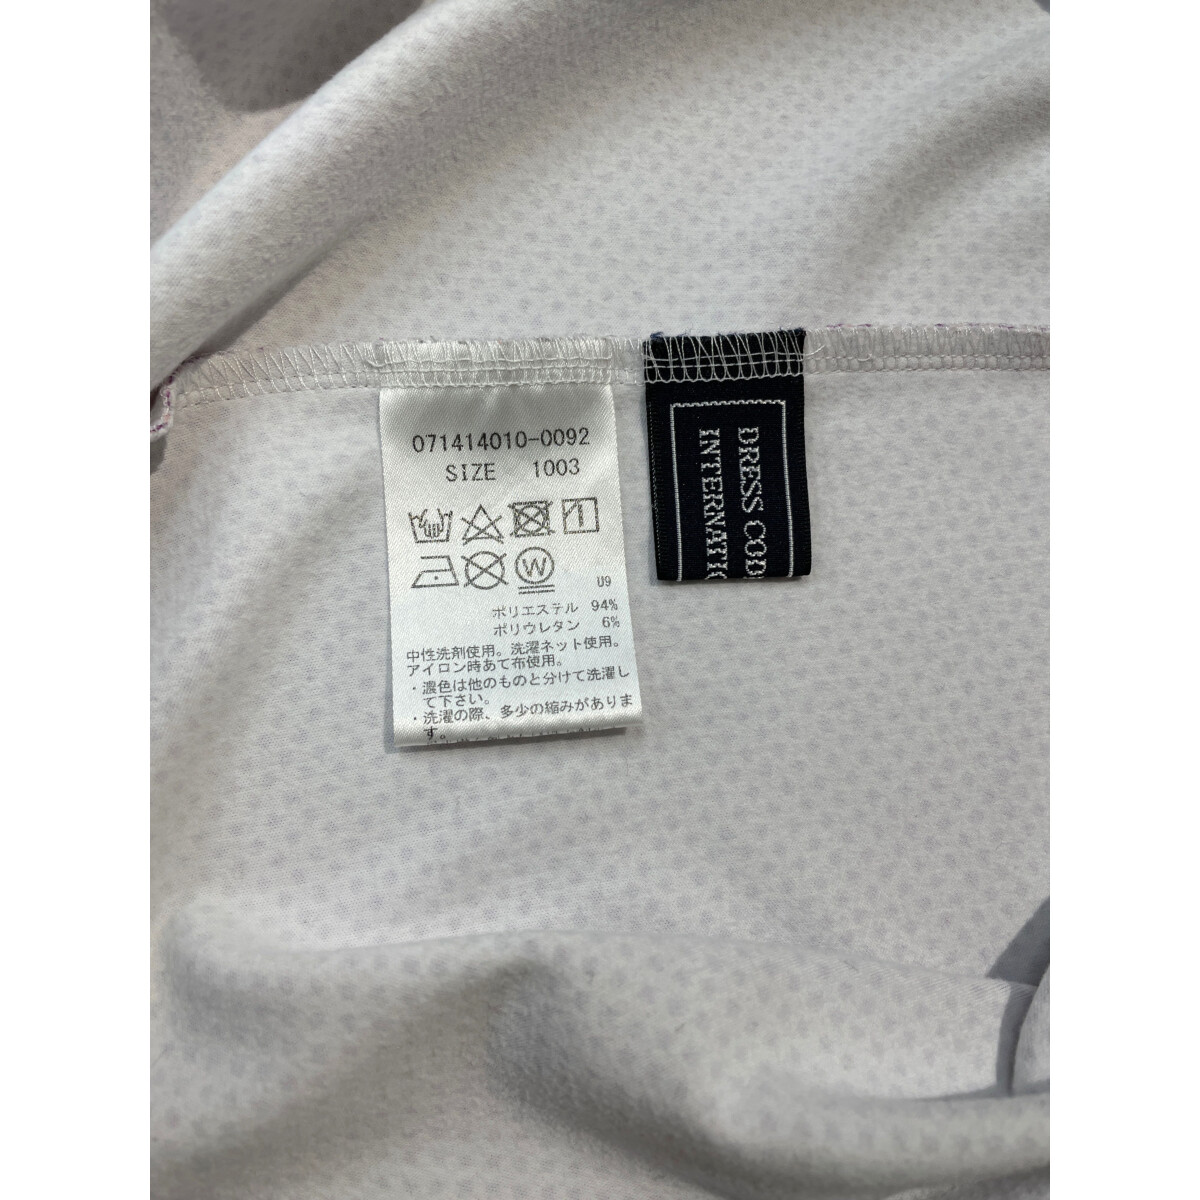 071414010-0092
SIZE 1003
W
U9
ポリエステル 94%
ポリウレタン 6%
中性洗剤使用。洗濯ネット使用。
アイロン時あて布使用。
・濃色は他のものと分けて洗濯し
て下さい。
・洗濯の際、多少の縮みがありま
す。
DRESS COD
INTERNATIO